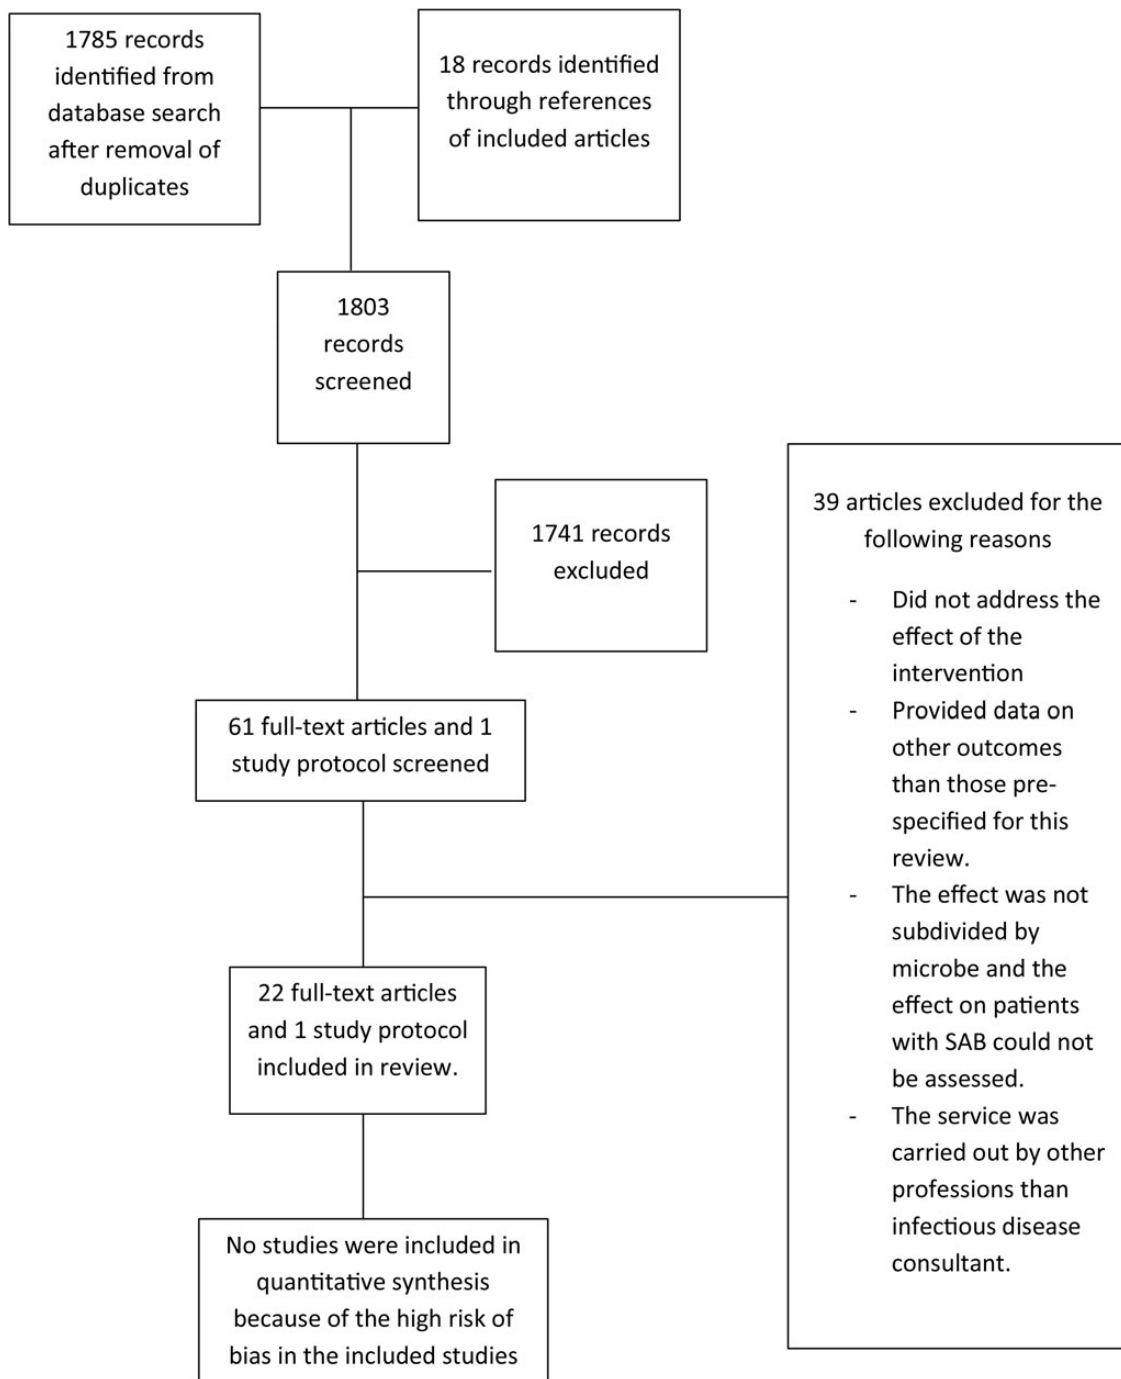 1785 records
identified from
database search
after removal of
duplicates
18 records identified
through references
of included articles
1803
records
screened
1741 records
excluded
39 articles excluded for the
following reasons
- Did not address the
effect of the
intervention
- Provided data on
other outcomes
than those pre-
specified for this
review.
- The effect was not
subdivided by
microbe and the
effect on patients
with SAB could not
be assessed.
- The service was
carried out by other
professions than
infectious disease
consultant.
61 full-text articles and 1
study protocol screened
22 full-text articles
and 1 study protocol
included in review.
No studies were included in
quantitative synthesis
because of the high risk of
bias in the included studies